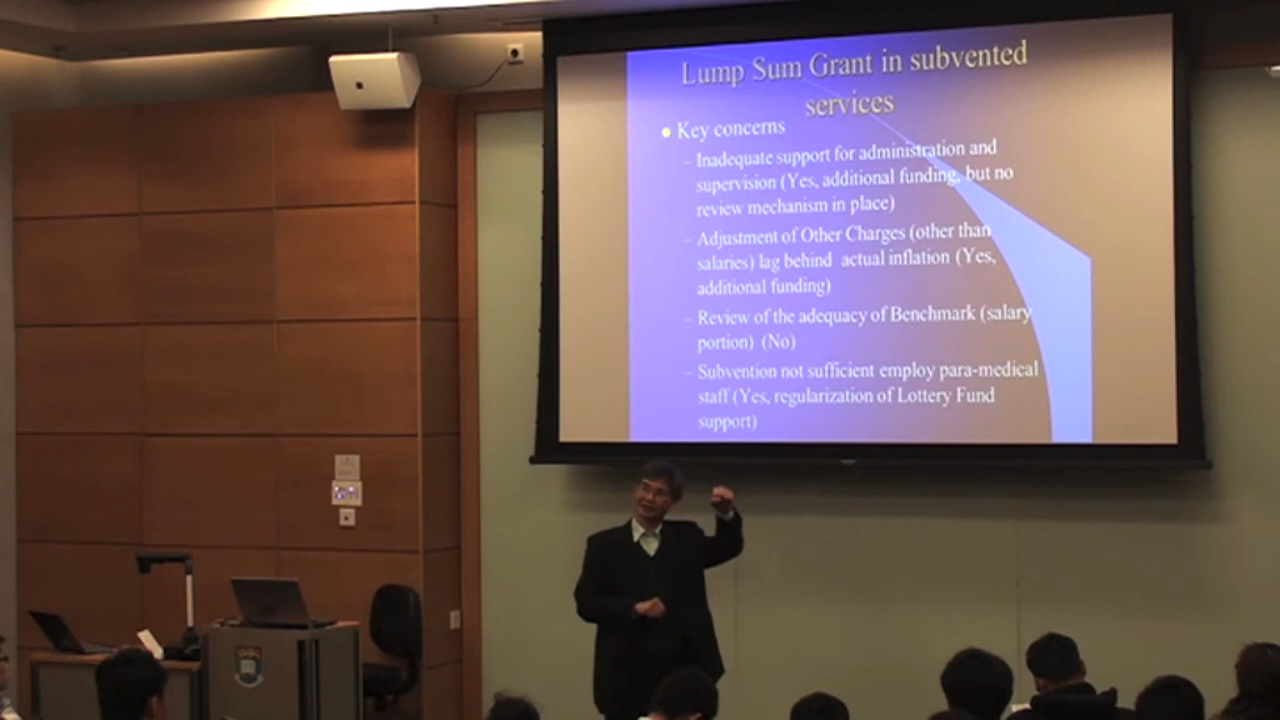 Lump Sum Grant in subvented
services
Key concerns
– Inadequate support for administration and
supervision (Yes, additional funding, but no
review mechanism in place)
– Adjustment of Other Charges (other than
salaries) lag behind actual inflation (Yes,
additional funding)
– Review of the adequacy of Benchmark (salary
portion) (No)
– Subvention not sufficient employ para-medical
staff (Yes, regularization of Lottery Fund
support)